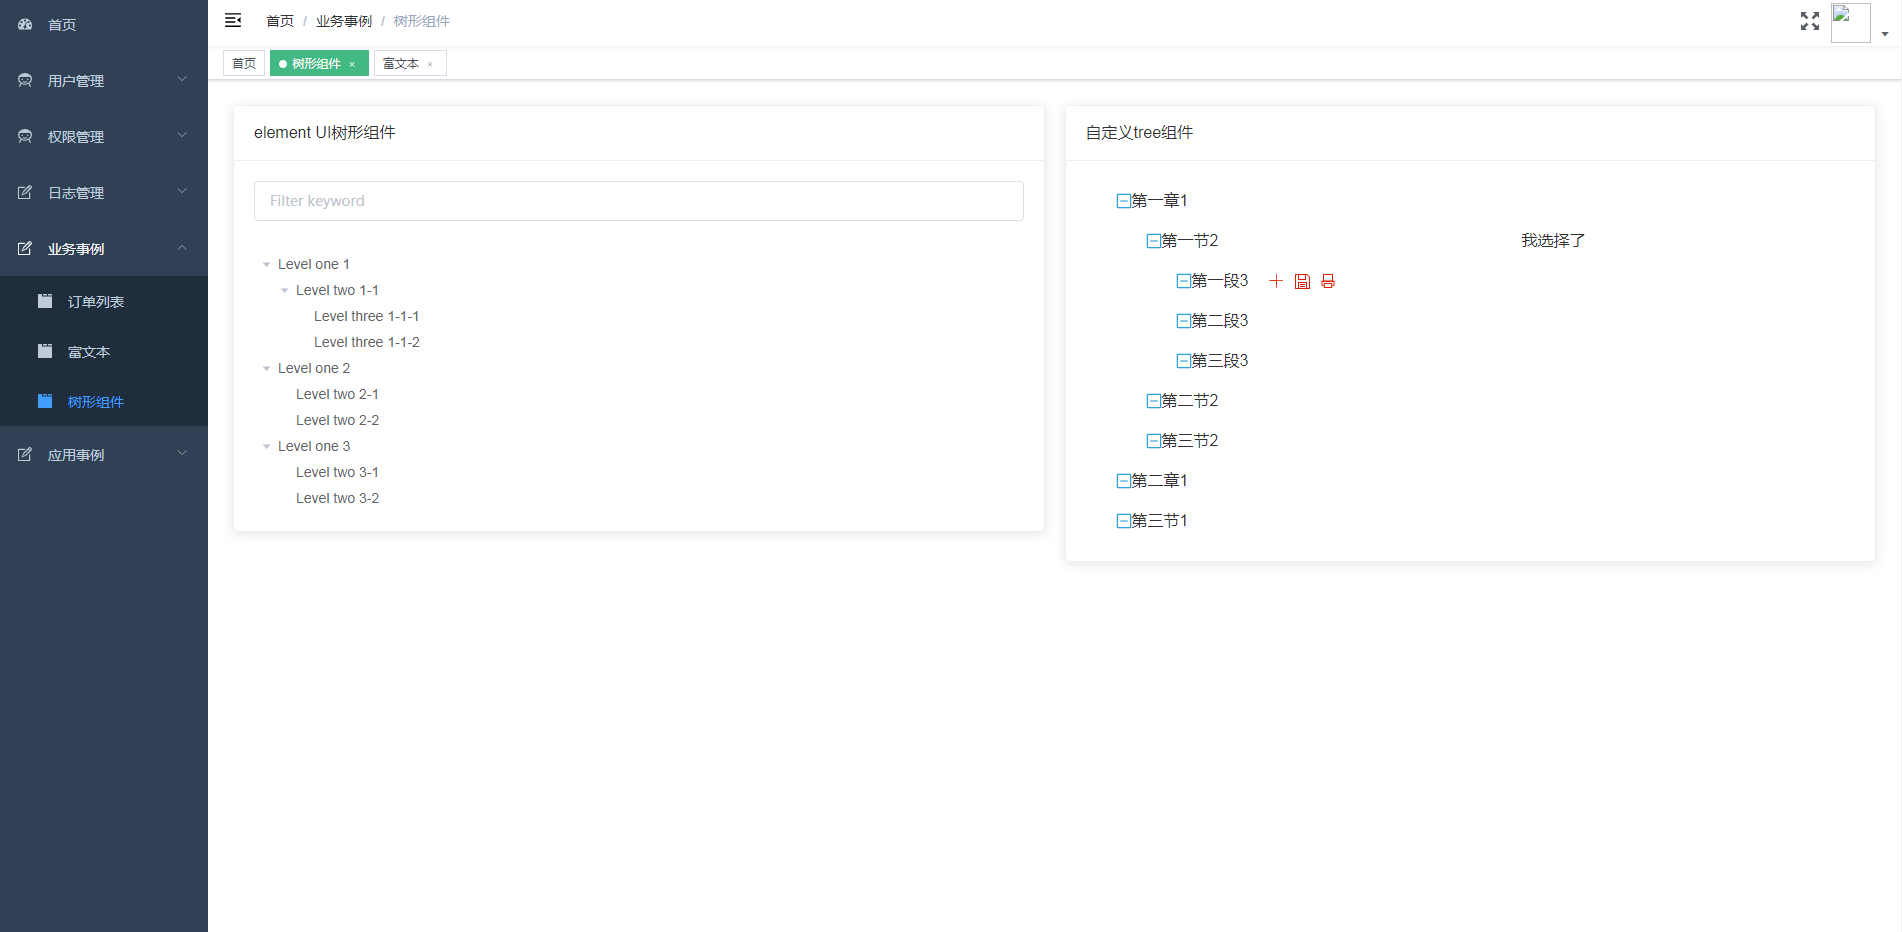 首页
用户管理
权限管理
日志管理
业务事例
订单列表
富文本
树形组件
应用事例
首页 / 业务事例 / 树形组件
首页 树形组件 × 富文本 ×
element UI树形组件
Filter keyword
Level one 1
Level two 1-1
Level three 1-1-1
Level three 1-1-2
Level one 2
Level two 2-1
Level two 2-2
Level one 3
Level two 3-1
Level two 3-2
自定义tree组件
第一章1
第一节2 我选择了
第一段3
第二段3
第三段3
第二节2
第三节2
第二章1
第三节1